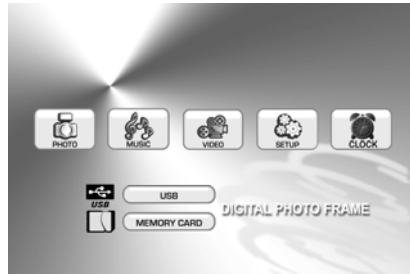 PHOTO MUSIC VIDEO SETUP CLOCK
USB USB
DIGITAL PHOTO FRAME
MEMORY CARD